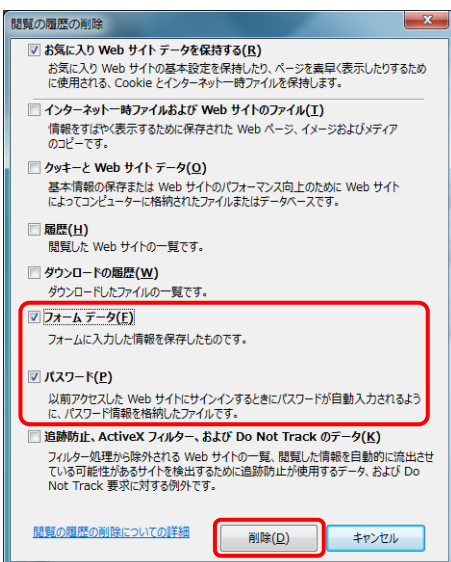 閲覧の履歴の削除
お気に入り Web サイト データを保持する(R)
お気に入り Web サイトの基本設定を保持したり、ページを素早く表示したりするため
に使用される、Cookie とインターネット一時ファイルを保持します。
インターネット一時ファイルおよび Web サイトのファイル(T)
情報をすばやく表示するために保存された Web ページ、イメージおよびメディア
のコピーです。
クッキーと Web サイト データ(O)
基本情報の保存または Web サイトのパフォーマンス向上のために Web サイト
によってコンピューターに格納されたファイルまたはデータベースです。
履歴(H)
閲覧した Web サイトの一覧です。
ダウンロードの履歴(W)
ダウンロードしたファイルの一覧です。
フォーム データ(F)
フォームに入力した情報を保存したものです。
パスワード(P)
以前アクセスした Web サイトにサインインするときにパスワードが自動入力されるよう
に、パスワード情報を格納したファイルです。
追跡防止、ActiveX フィルター、および Do Not Track のデータ(K)
フィルター処理から除外される Web サイトの一覧、閲覧した情報を自動的に流出させ
ている可能性があるサイトを検出するために追跡防止が使用するデータ、および Do
Not Track 要求に対する例外です。
閲覧の履歴の削除についての詳細
削除(D)
キャンセル